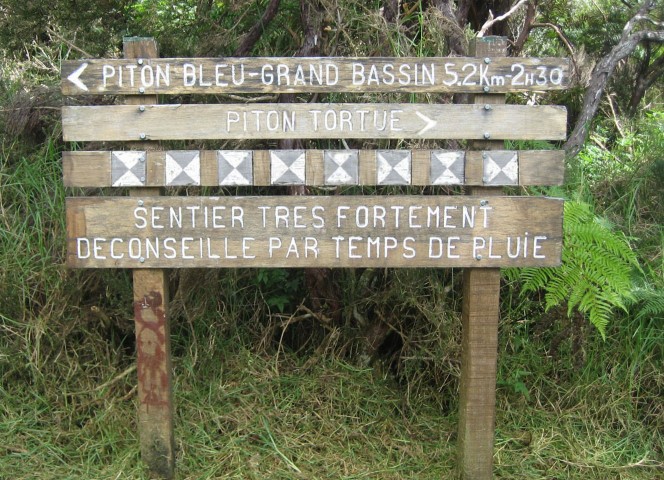 < PITON BLEU-GRAND BASSIN 5.2Km-2H30
PITON TORTUE >
SENTIER TRES FORTEMENT
DECONSEILLE PAR TEMPS DE PLUIE